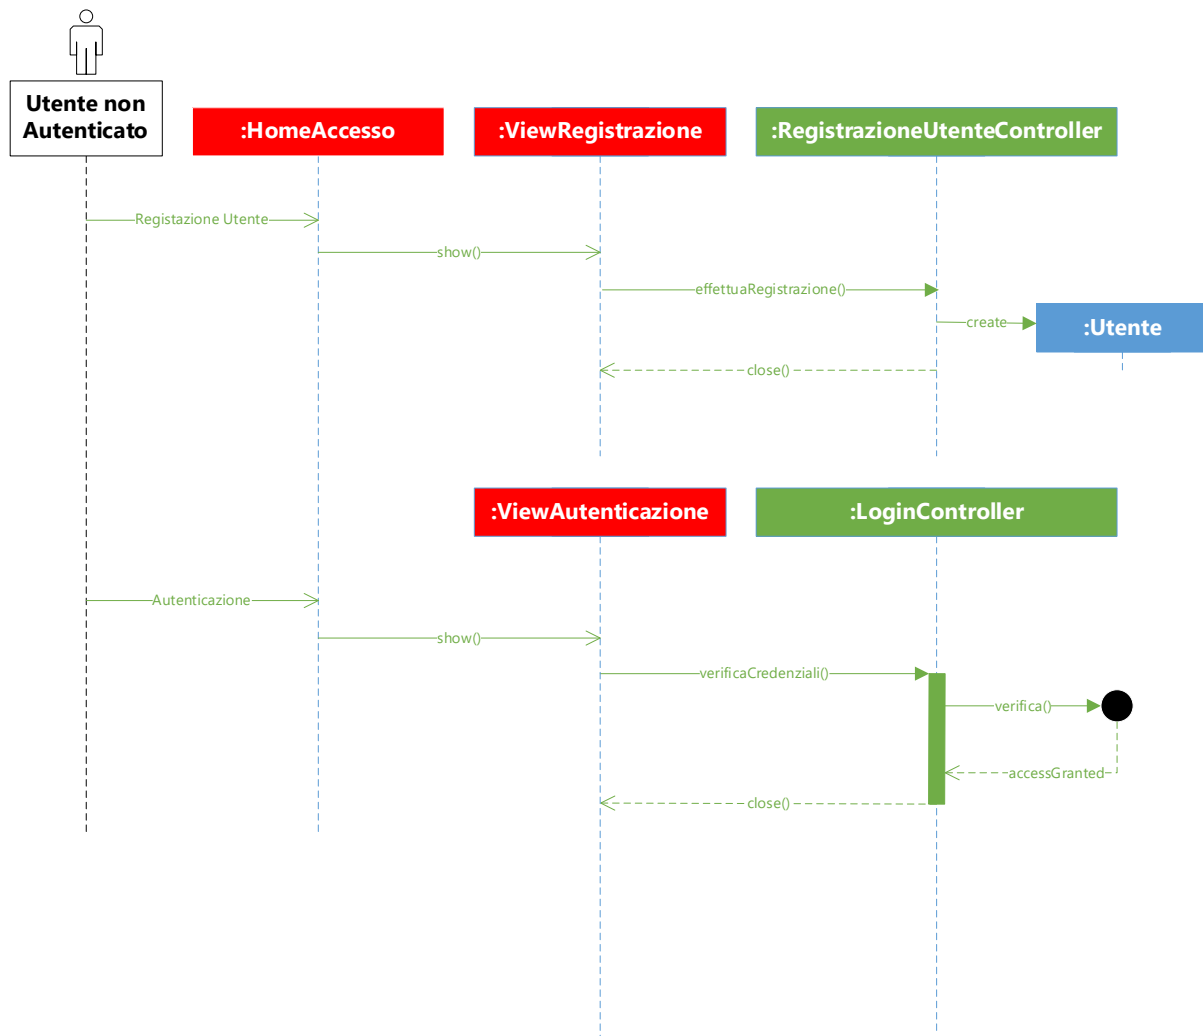 Utente non
Autenticato
:HomeAccesso
:ViewRegistrazione
:RegistrazioneUtenteController
Registazione Utente
show()
effettuaRegistrazione()
create
:Utente
close()
:ViewAutenticazione
:LoginController
Autenticazione
show()
verificaCredenziali()
verifica()
accessGranted
close()